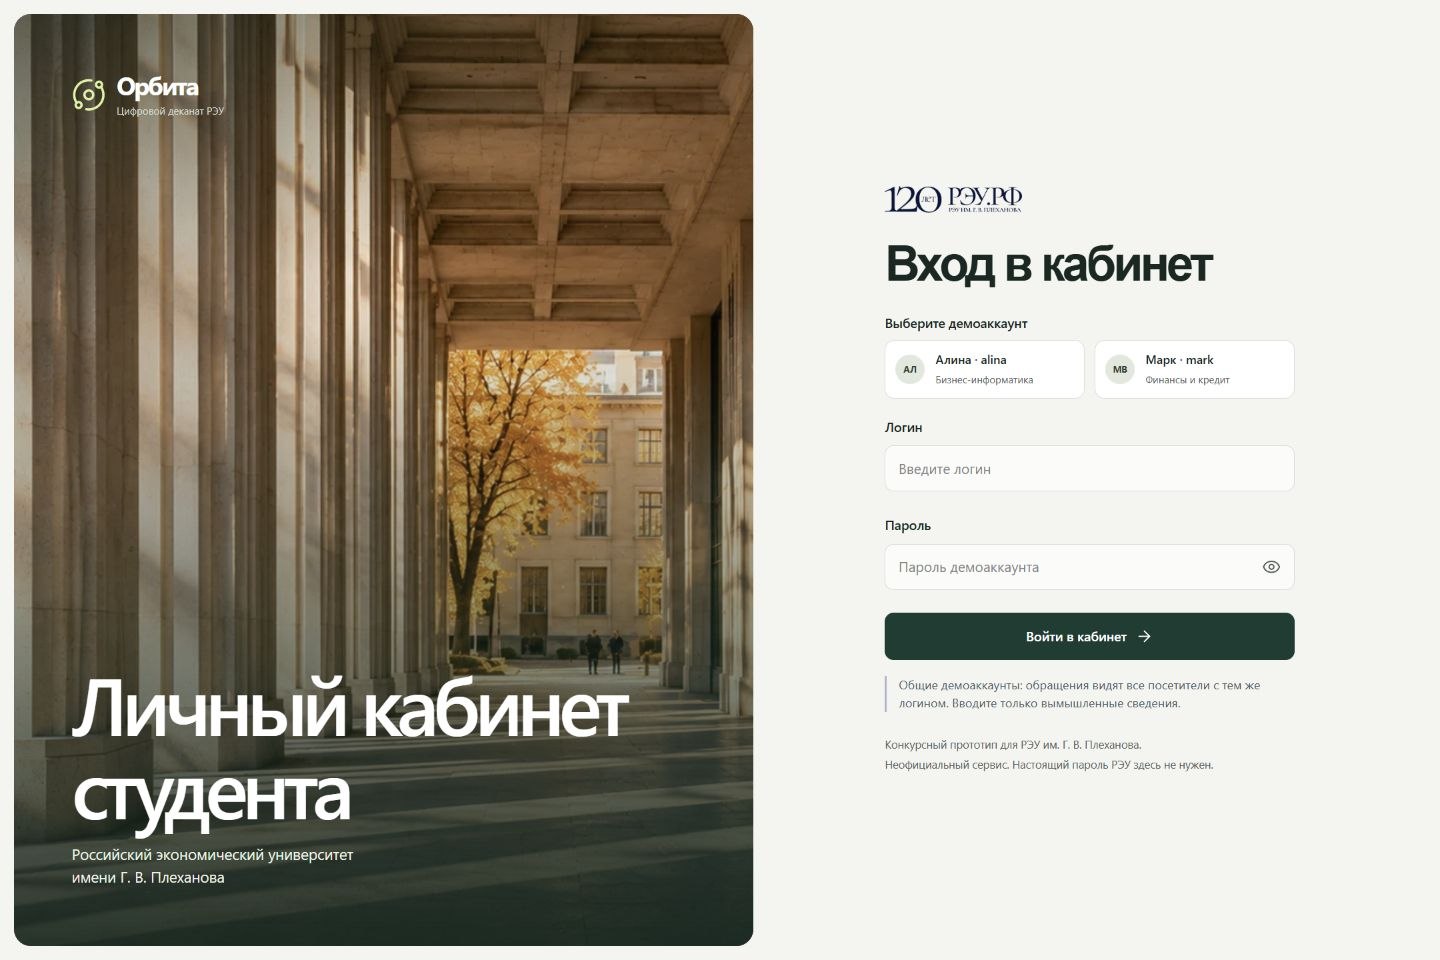 Орбита
Цифровой деканат РЭУ
Личный кабинет
студента
Российский экономический университет
имени Г. В. Плеханова
120 лет РЭУ.РФ
РЭУ ИМ. Г. В. ПЛЕХАНОВА
Вход в кабинет
Выберите демоаккаунт
АЛ
Алина · alina
Бизнес-информатика
МВ
Марк · mark
Финансы и кредит
Логин
Введите логин
Пароль
Пароль демоаккаунта
Войти в кабинет →
Общие демоаккаунты: обращения видят все посетители с тем же
логином. Вводите только вымышленные сведения.
Конкурсный прототип для РЭУ им. Г. В. Плеханова.
Неофициальный сервис. Настоящий пароль РЭУ здесь не нужен.